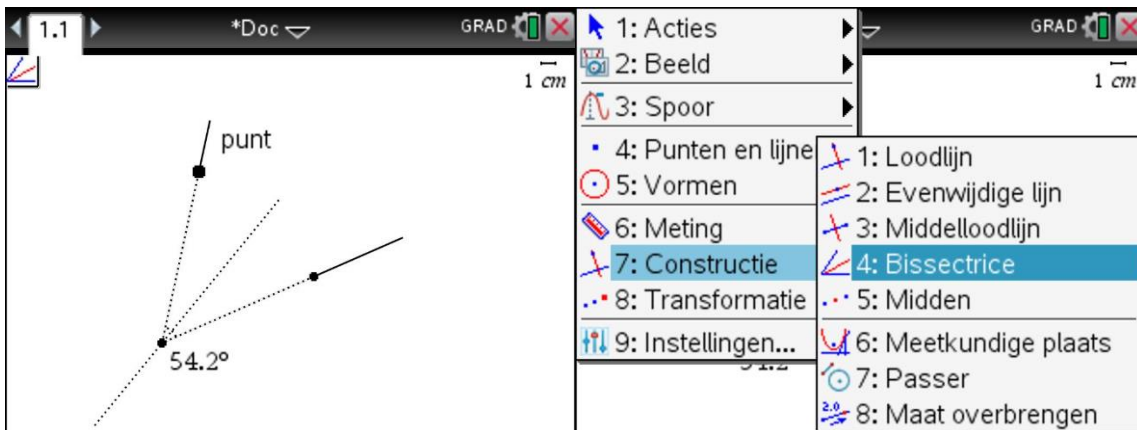 1.1 *Doc GRAD
1 cm
punt
54.2°
GRAD
1 cm
1: Acties
2: Beeld
3: Spoor
4: Punten en lijne
5: Vormen
6: Meting
7: Constructie
8: Transformatie
9: Instellingen...
1: Loodlijn
2: Evenwijdige lijn
3: Middelloodlijn
4: Bissectrice
5: Midden
6: Meetkundige plaats
7: Passer
8: Maat overbrengen